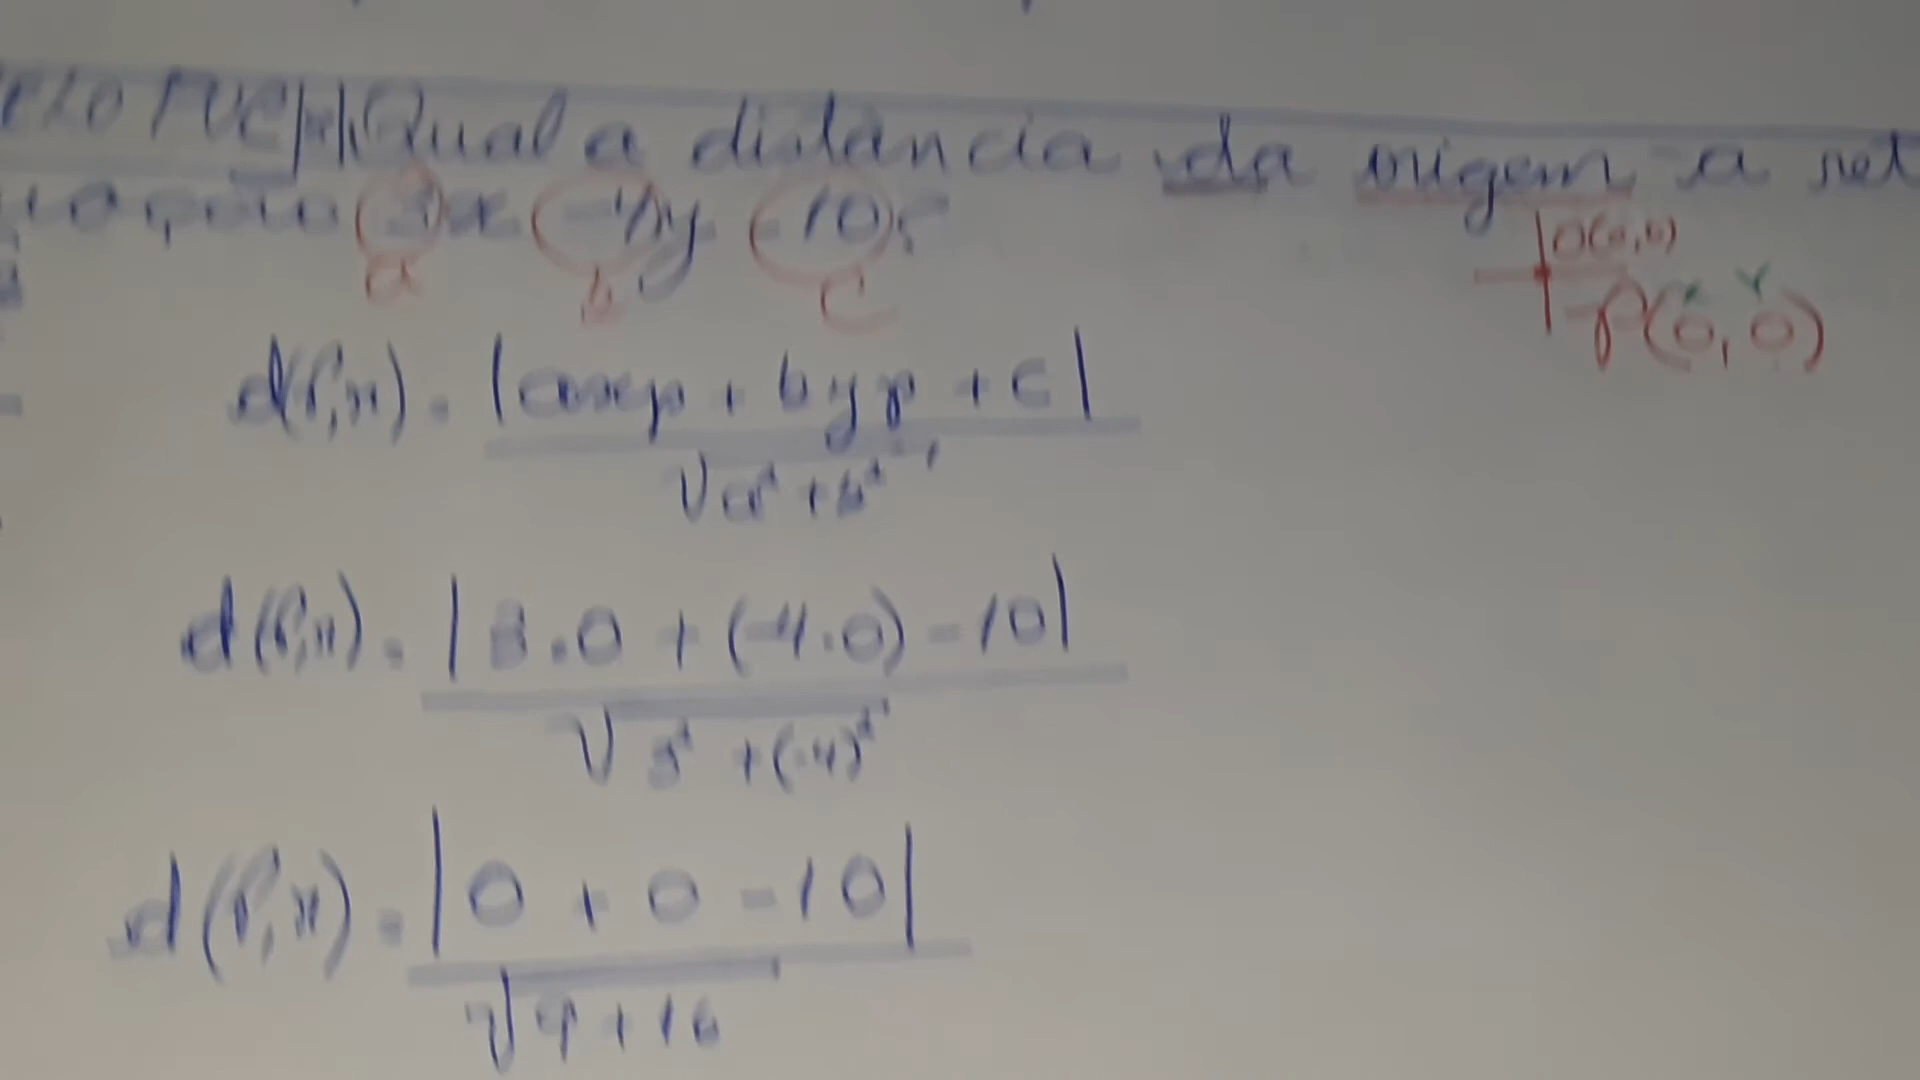 Qual a distância da origem a ret
3x -4y -10
a b c
O(0,0)
x y
P(0,0)
d(P,r) = |axp + byp + c|
√a² + b²
d(P,r) = |3.0 + (-4.0) - 10|
√3² + (-4)²
d(P,r) = |0 + 0 - 10|
√9 + 16